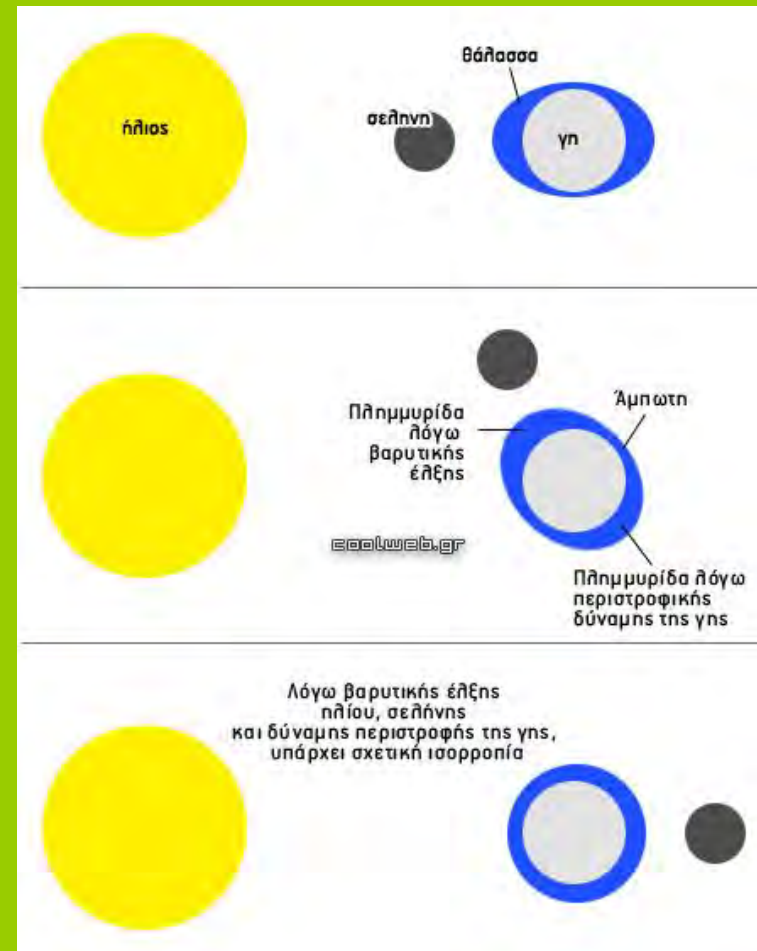 θάλασσα
ήλιος
σελήνη
γη
Πλημμυρίδα
λόγω
βαρυτικής
έλξης
Άμπωτη
coolweb.gr
Πλημμυρίδα λόγω
περιστροφικής
δύναμης της γης
Λόγω βαρυτικής έλξης
ηλίου, σελήνης
και δύναμης περιστροφής της γης,
υπάρχει σχετική ισορροπία